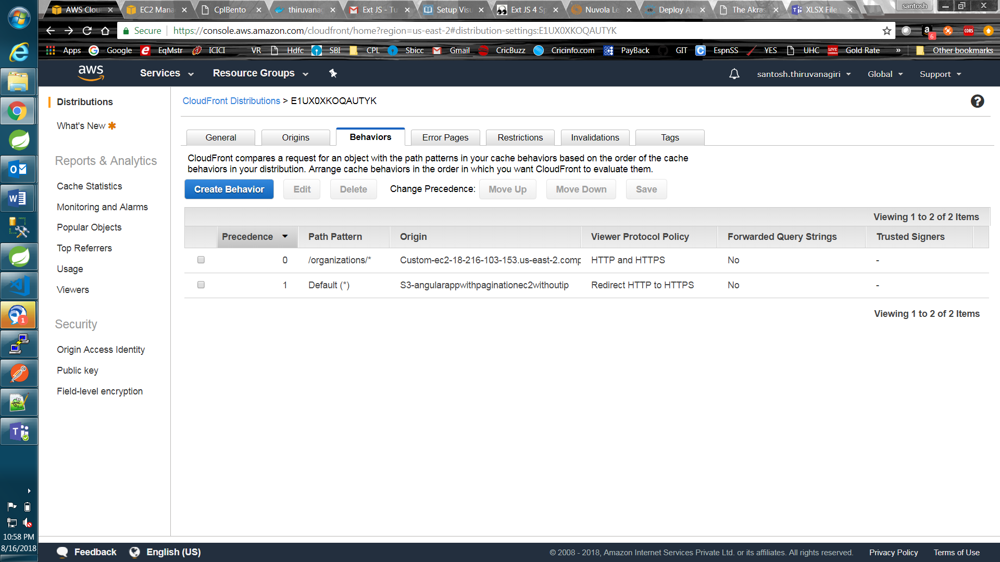 AWS Clou
EC2 Mana
CplBento
thiruvanag
Ext JS - Tu
Setup Visu
Ext JS 4 Sp
Nuvola Le
Deploy An
The Akras
XLSX File
santosh
Secure
https://console.aws.amazon.com/cloudfront/home?region=us-east-2#distribution-settings:E1UX0XKOQAUTYK
a
6
CORS
Apps
Google
EqMstr
ICICI
VR
Hdfc
SBI
CPL
Sbicc
Gmail
CricBuzz
Cricinfo.com
PayBack
GIT
EspnSS
YES
UHC
Gold Rate
»
Other bookmarks
aws
Services
Resource Groups
santosh.thiruvanagiri
Global
Support
Distributions
What's New
Reports & Analytics
Cache Statistics
Monitoring and Alarms
Popular Objects
Top Referrers
Usage
Viewers
Security
Origin Access Identity
Public key
Field-level encryption
CloudFront Distributions > E1UX0XKOQAUTYK
?
General
Origins
Behaviors
Error Pages
Restrictions
Invalidations
Tags
CloudFront compares a request for an object with the path patterns in your cache behaviors based on the order of the cache
behaviors in your distribution. Arrange cache behaviors in the order in which you want CloudFront to evaluate them.
Create Behavior
Edit
Delete
Change Precedence:
Move Up
Move Down
Save
Viewing 1 to 2 of 2 Items
Precedence
Path Pattern
Origin
Viewer Protocol Policy
Forwarded Query Strings
Trusted Signers
0 /organizations/* Custom-ec2-18-216-103-153.us-east-2.comp HTTP and HTTPS No -
1 Default (*) S3-angularappwithpaginationec2withoutip Redirect HTTP to HTTPS No -
Viewing 1 to 2 of 2 Items
1
10:58 PM
8/16/2018
Feedback
English (US)
© 2008 - 2018, Amazon Internet Services Private Ltd. or its affiliates. All rights reserved.
Privacy Policy
Terms of Use